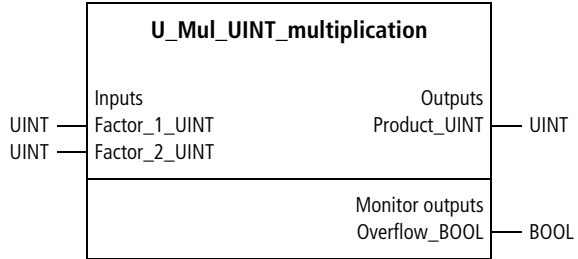 U_Mul_UINT_multiplication
Inputs Outputs
UINT Factor_1_UINT Product_UINT UINT
UINT Factor_2_UINT
Monitor outputs
Overflow_BOOL BOOL